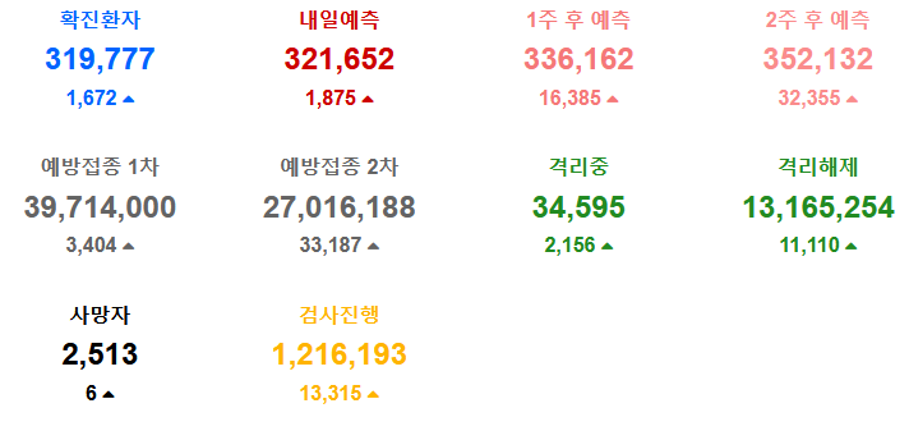 확진환자 내일예측 1주 후 예측 2주 후 예측
319,777 321,652 336,162 352,132
1,672 ▲ 1,875 ▲ 16,385 ▲ 32,355 ▲
예방접종 1차 예방접종 2차 격리중 격리해제
39,714,000 27,016,188 34,595 13,165,254
3,404 ▲ 33,187 ▲ 2,156 ▲ 11,110 ▲
사망자 검사진행
2,513 1,216,193
6 ▲ 13,315 ▲